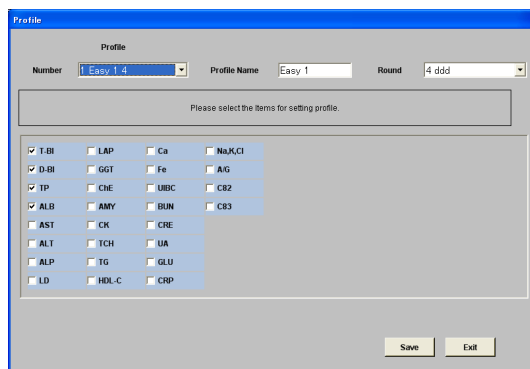 Profile
Profile
Number 1 Easy 1 4 Profile Name Easy 1 Round 4 ddd
Please select the Items for setting profile.
T-BI LAP Ca Na,K,Cl
D-BI GGT Fe A/G
TP ChE UIBC C82
ALB AMY BUN C83
AST CK CRE
ALT TCH UA
ALP TG GLU
LD HDL-C CRP
Save Exit